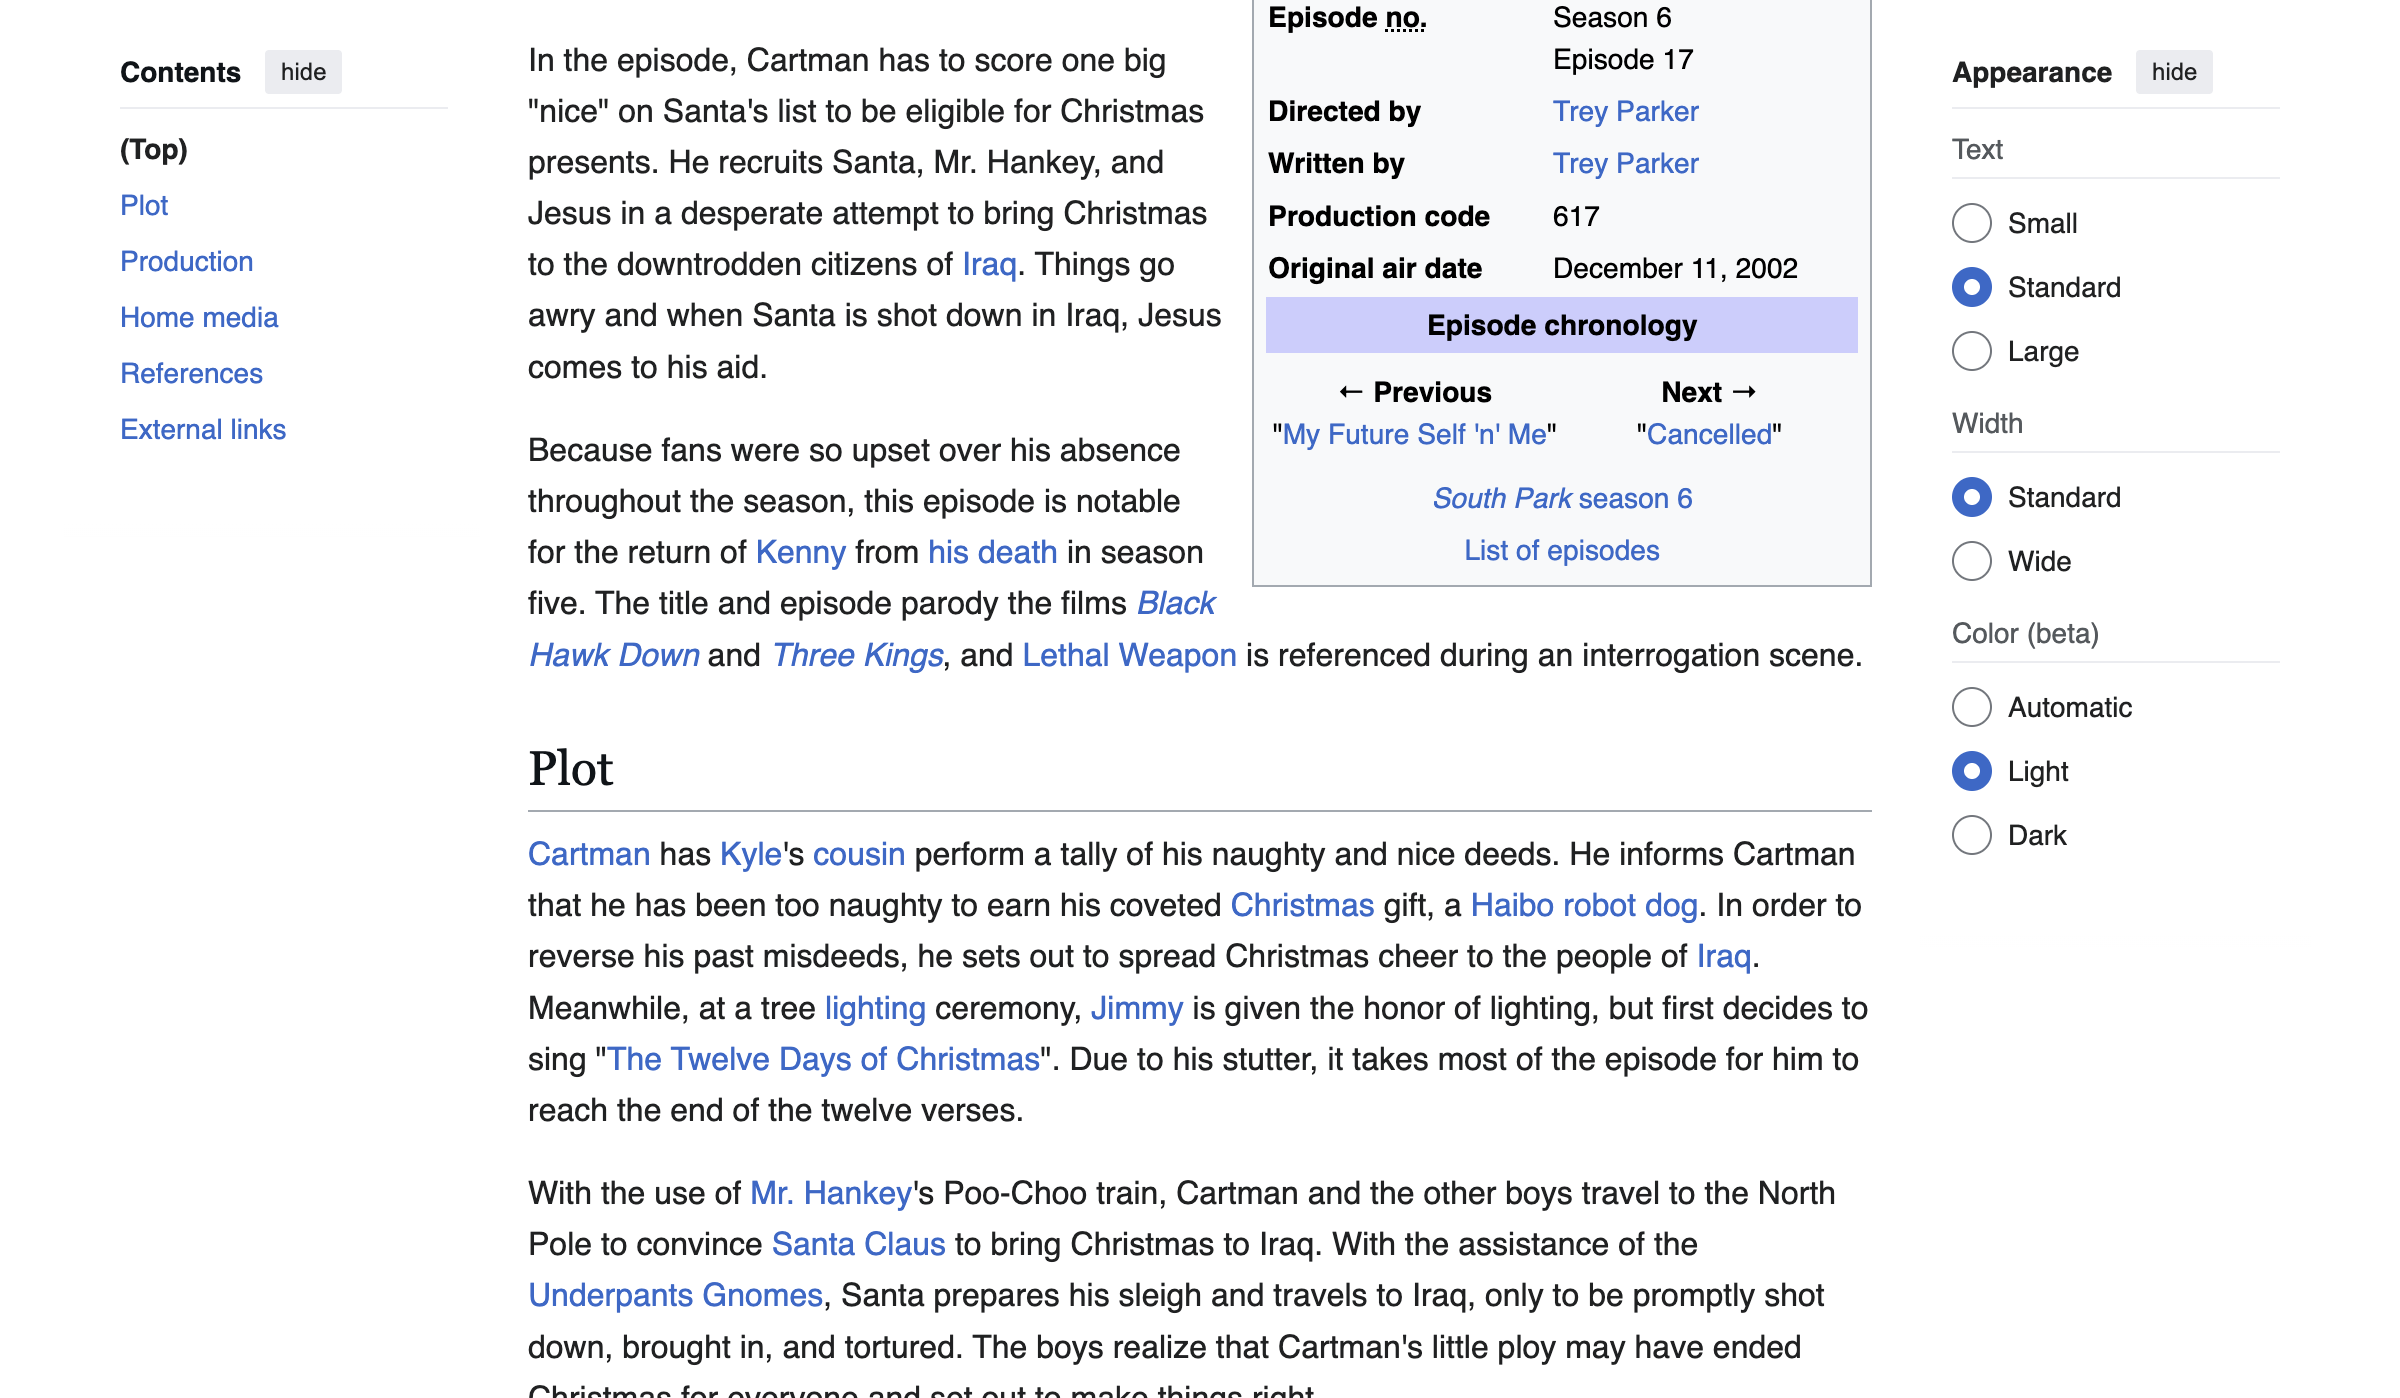 Contents hide
(Top)
Plot
Production
Home media
References
External links
In the episode, Cartman has to score one big
"nice" on Santa's list to be eligible for Christmas
presents. He recruits Santa, Mr. Hankey, and
Jesus in a desperate attempt to bring Christmas
to the downtrodden citizens of Iraq. Things go
awry and when Santa is shot down in Iraq, Jesus
comes to his aid.
Because fans were so upset over his absence
throughout the season, this episode is notable
for the return of Kenny from his death in season
five. The title and episode parody the films Black
Hawk Down and Three Kings, and Lethal Weapon is referenced during an interrogation scene.
Episode no. Season 6
Episode 17
Directed by Trey Parker
Written by Trey Parker
Production code 617
Original air date December 11, 2002
Episode chronology
← Previous Next →
"My Future Self 'n' Me" "Cancelled"
South Park season 6
List of episodes
Plot
Cartman has Kyle's cousin perform a tally of his naughty and nice deeds. He informs Cartman
that he has been too naughty to earn his coveted Christmas gift, a Haibo robot dog. In order to
reverse his past misdeeds, he sets out to spread Christmas cheer to the people of Iraq.
Meanwhile, at a tree lighting ceremony, Jimmy is given the honor of lighting, but first decides to
sing "The Twelve Days of Christmas". Due to his stutter, it takes most of the episode for him to
reach the end of the twelve verses.
With the use of Mr. Hankey's Poo-Choo train, Cartman and the other boys travel to the North
Pole to convince Santa Claus to bring Christmas to Iraq. With the assistance of the
Underpants Gnomes, Santa prepares his sleigh and travels to Iraq, only to be promptly shot
down, brought in, and tortured. The boys realize that Cartman's little ploy may have ended
Christmas for everyone and set out to make things right.
Appearance hide
Text
Small
Standard
Large
Width
Standard
Wide
Color (beta)
Automatic
Light
Dark